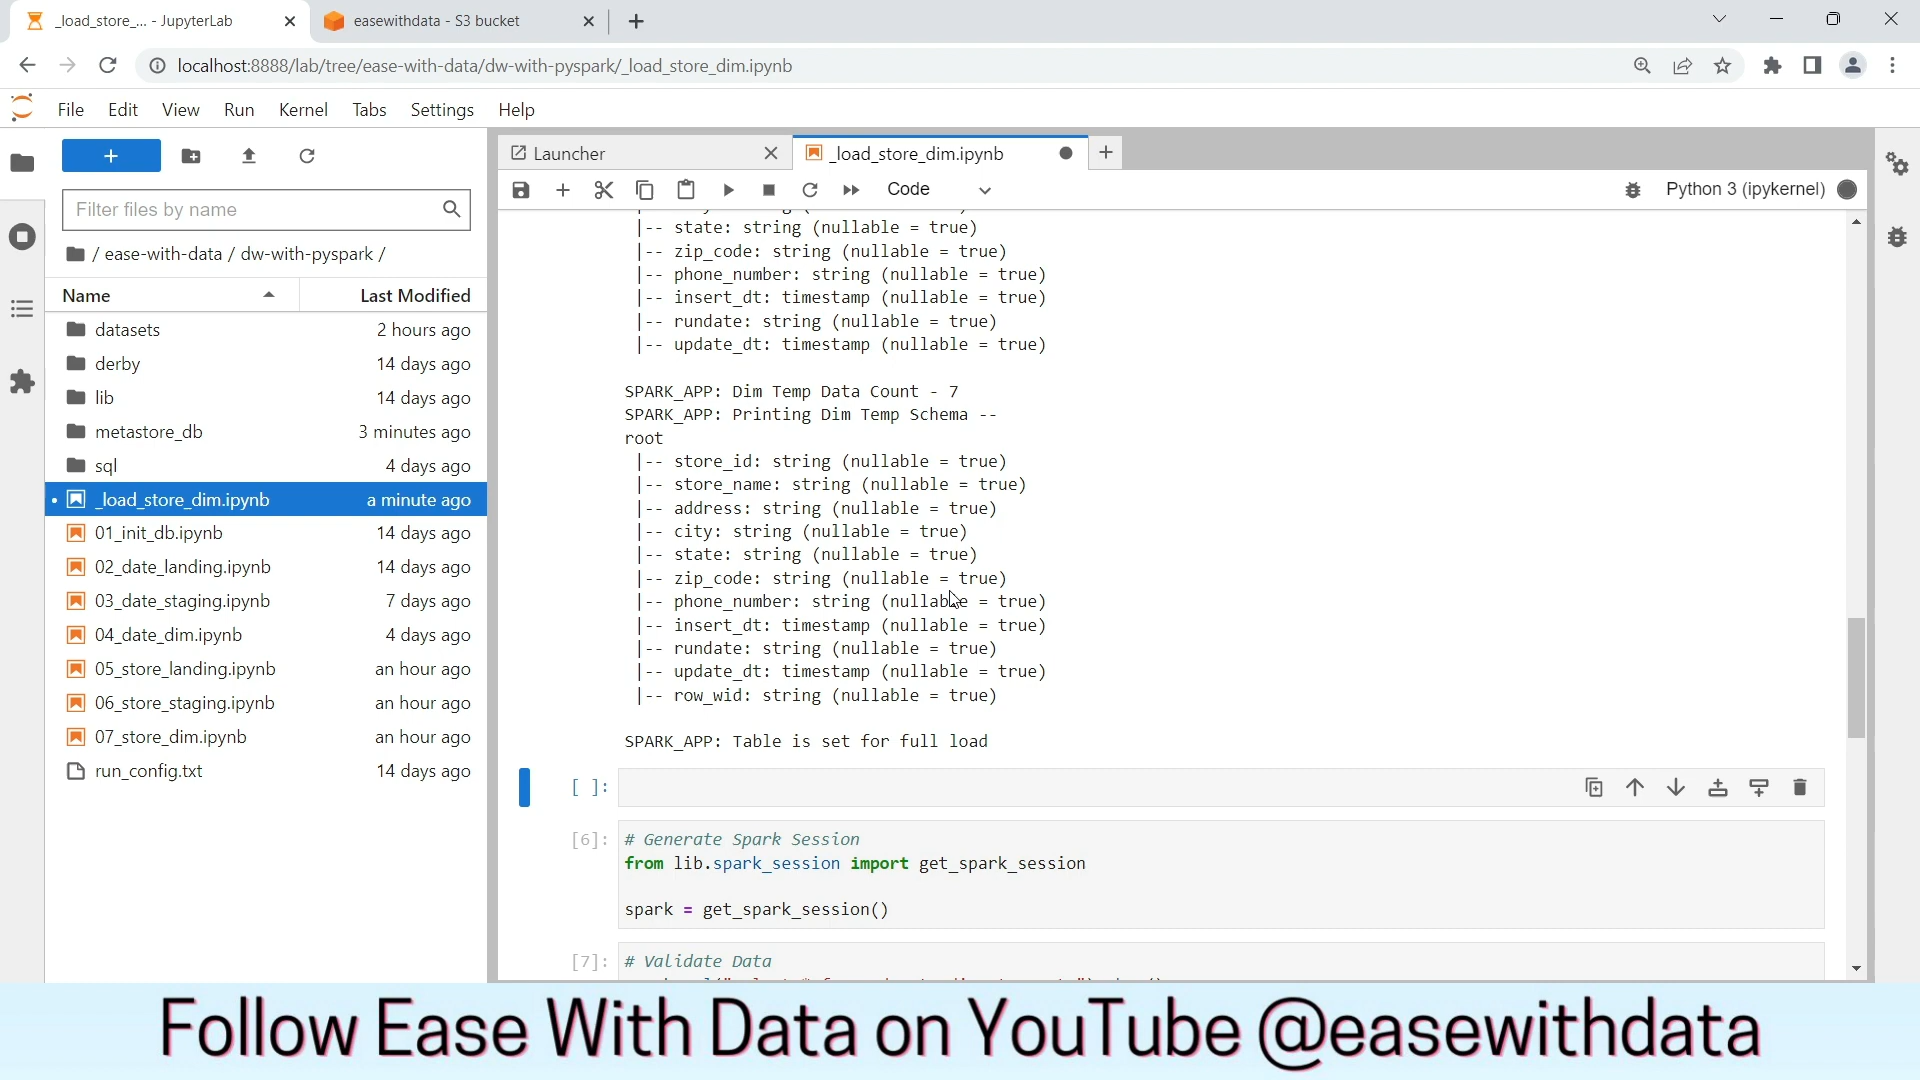 _load_store_... - JupyterLab
easewithdata - S3 bucket
localhost:8888/lab/tree/ease-with-data/dw-with-pyspark/_load_store_dim.ipynb
File Edit View Run Kernel Tabs Settings Help
Launcher
_load_store_dim.ipynb
Code
Python 3 (ipykernel)
Filter files by name
/ ease-with-data / dw-with-pyspark /
Name Last Modified
datasets 2 hours ago
derby 14 days ago
lib 14 days ago
metastore_db 3 minutes ago
sql 4 days ago
_load_store_dim.ipynb a minute ago
01_init_db.ipynb 14 days ago
02_date_landing.ipynb 14 days ago
03_date_staging.ipynb 7 days ago
04_date_dim.ipynb 4 days ago
05_store_landing.ipynb an hour ago
06_store_staging.ipynb an hour ago
07_store_dim.ipynb an hour ago
run_config.txt 14 days ago
|-- state: string (nullable = true)
|-- zip_code: string (nullable = true)
|-- phone_number: string (nullable = true)
|-- insert_dt: timestamp (nullable = true)
|-- rundate: string (nullable = true)
|-- update_dt: timestamp (nullable = true)
SPARK_APP: Dim Temp Data Count - 7
SPARK_APP: Printing Dim Temp Schema --
root
|-- store_id: string (nullable = true)
|-- store_name: string (nullable = true)
|-- address: string (nullable = true)
|-- city: string (nullable = true)
|-- state: string (nullable = true)
|-- zip_code: string (nullable = true)
|-- phone_number: string (nullable = true)
|-- insert_dt: timestamp (nullable = true)
|-- rundate: string (nullable = true)
|-- update_dt: timestamp (nullable = true)
|-- row_wid: string (nullable = true)
SPARK_APP: Table is set for full load
[ ]:
[6]: # Generate Spark Session
from lib.spark_session import get_spark_session
spark = get_spark_session()
[7]: # Validate Data
Follow Ease With Data on YouTube @easewithdata